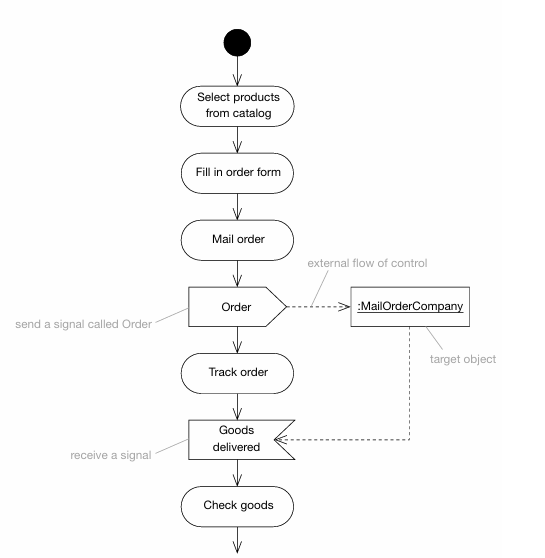 Select products
from catalog
Fill in order form
Mail order
external flow of control
Order
:MailOrderCompany
send a signal called Order
target object
Track order
Goods
delivered
receive a signal
Check goods